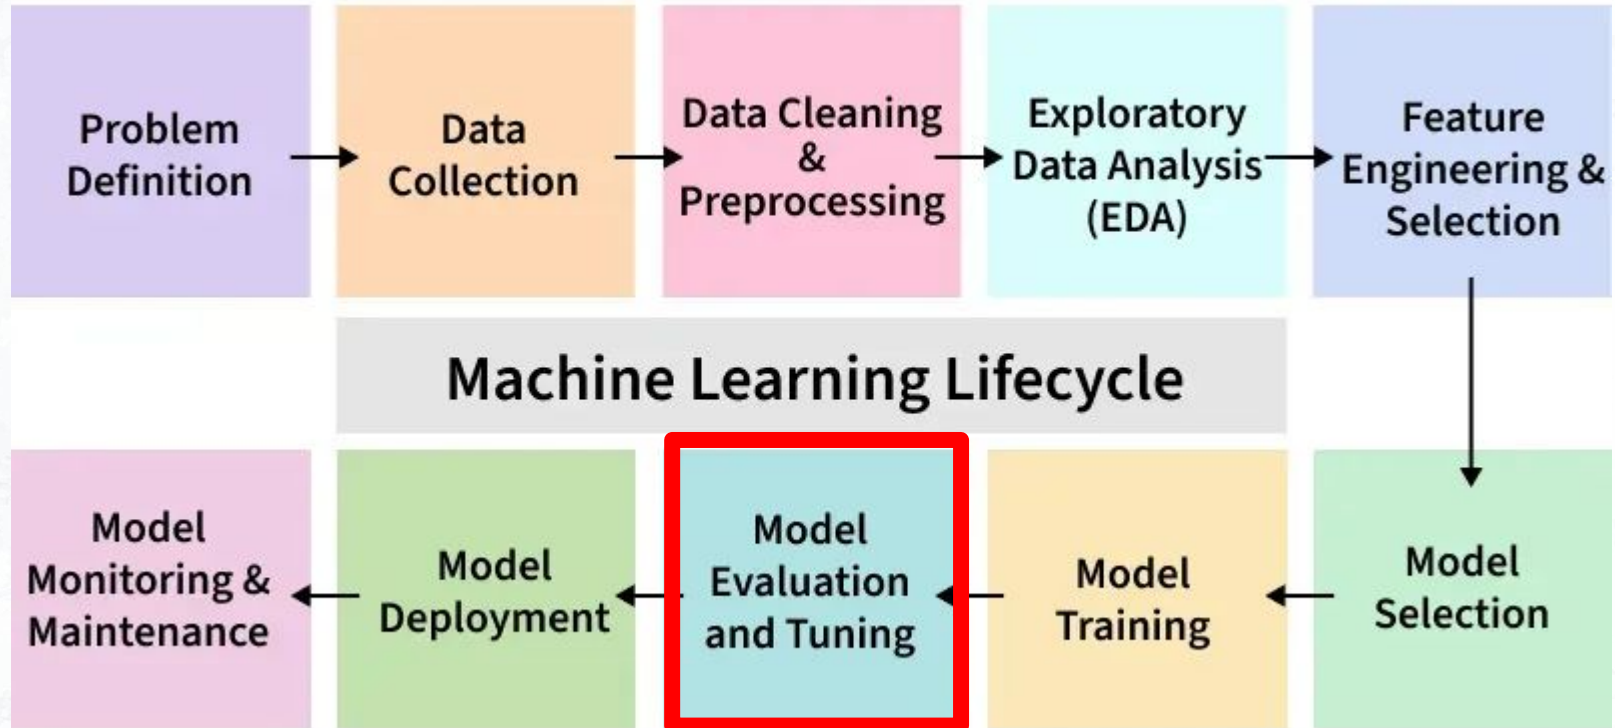 Problem
Definition
Data
Collection
Data Cleaning
&
Preprocessing
Exploratory
Data Analysis
(EDA)
Feature
Engineering &
Selection
Machine Learning Lifecycle
Model
Monitoring &
Maintenance
Model
Deployment
Model
Evaluation
and Tuning
Model
Training
Model
Selection